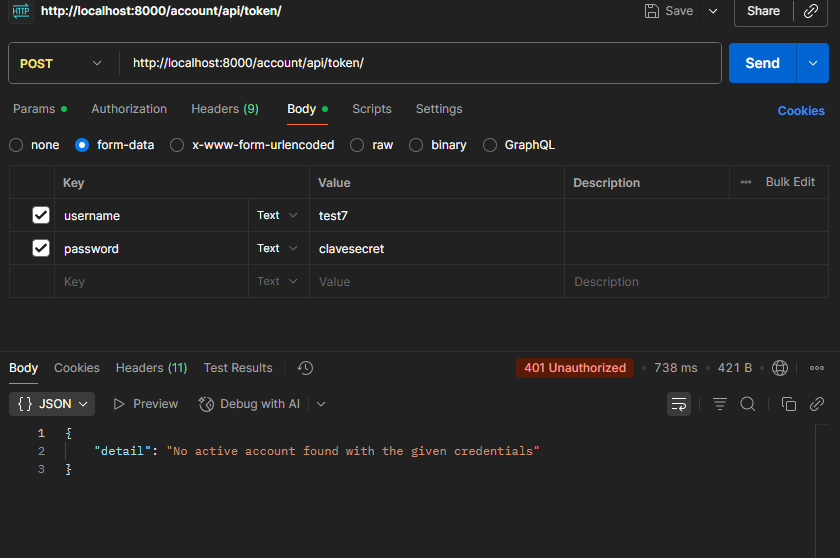 HTTP http://localhost:8000/account/api/token/ Save Share
POST http://localhost:8000/account/api/token/ Send
Params Authorization Headers (9) Body Scripts Settings Cookies
none form-data x-www-form-urlencoded raw binary GraphQL
Key Value Description ••• Bulk Edit
username Text test7
password Text clavesecret
Key Text Value Description
Body Cookies Headers (11) Test Results 401 Unauthorized • 738 ms • 421 B •
{} JSON Preview Debug with AI
1 {
2 "detail": "No active account found with the given credentials"
3 }